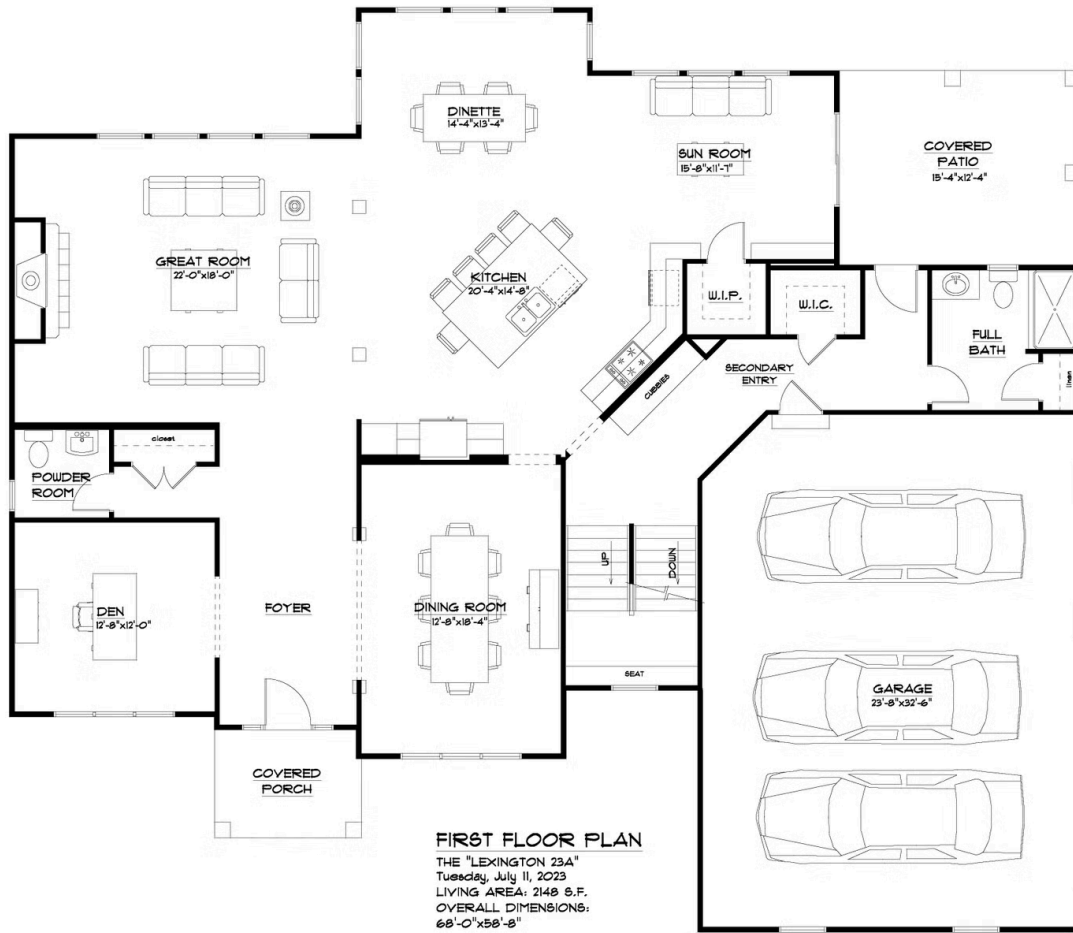 DINETTE
14'-4"x13'-4"
SUN ROOM
15'-8"x11'-7"
COVERED
PATIO
15'-4"x12'-4"
GREAT ROOM
22'-0"x18'-0"
KITCHEN
20'-4"x14'-8"
W.I.P.
W.I.C.
FULL
BATH
SECONDARY
ENTRY
CUBBIES
linen
closet
POWDER
ROOM
UP
DOWN
DEN
12'-8"x12'-0"
FOYER
DINING ROOM
12'-8"x18'-4"
SEAT
GARAGE
23'-8"x32'-6"
COVERED
PORCH
FIRST FLOOR PLAN
THE "LEXINGTON 23A"
Tuesday, July 11, 2023
LIVING AREA: 2148 S.F.
OVERALL DIMENSIONS:
68'-0"x58'-8"